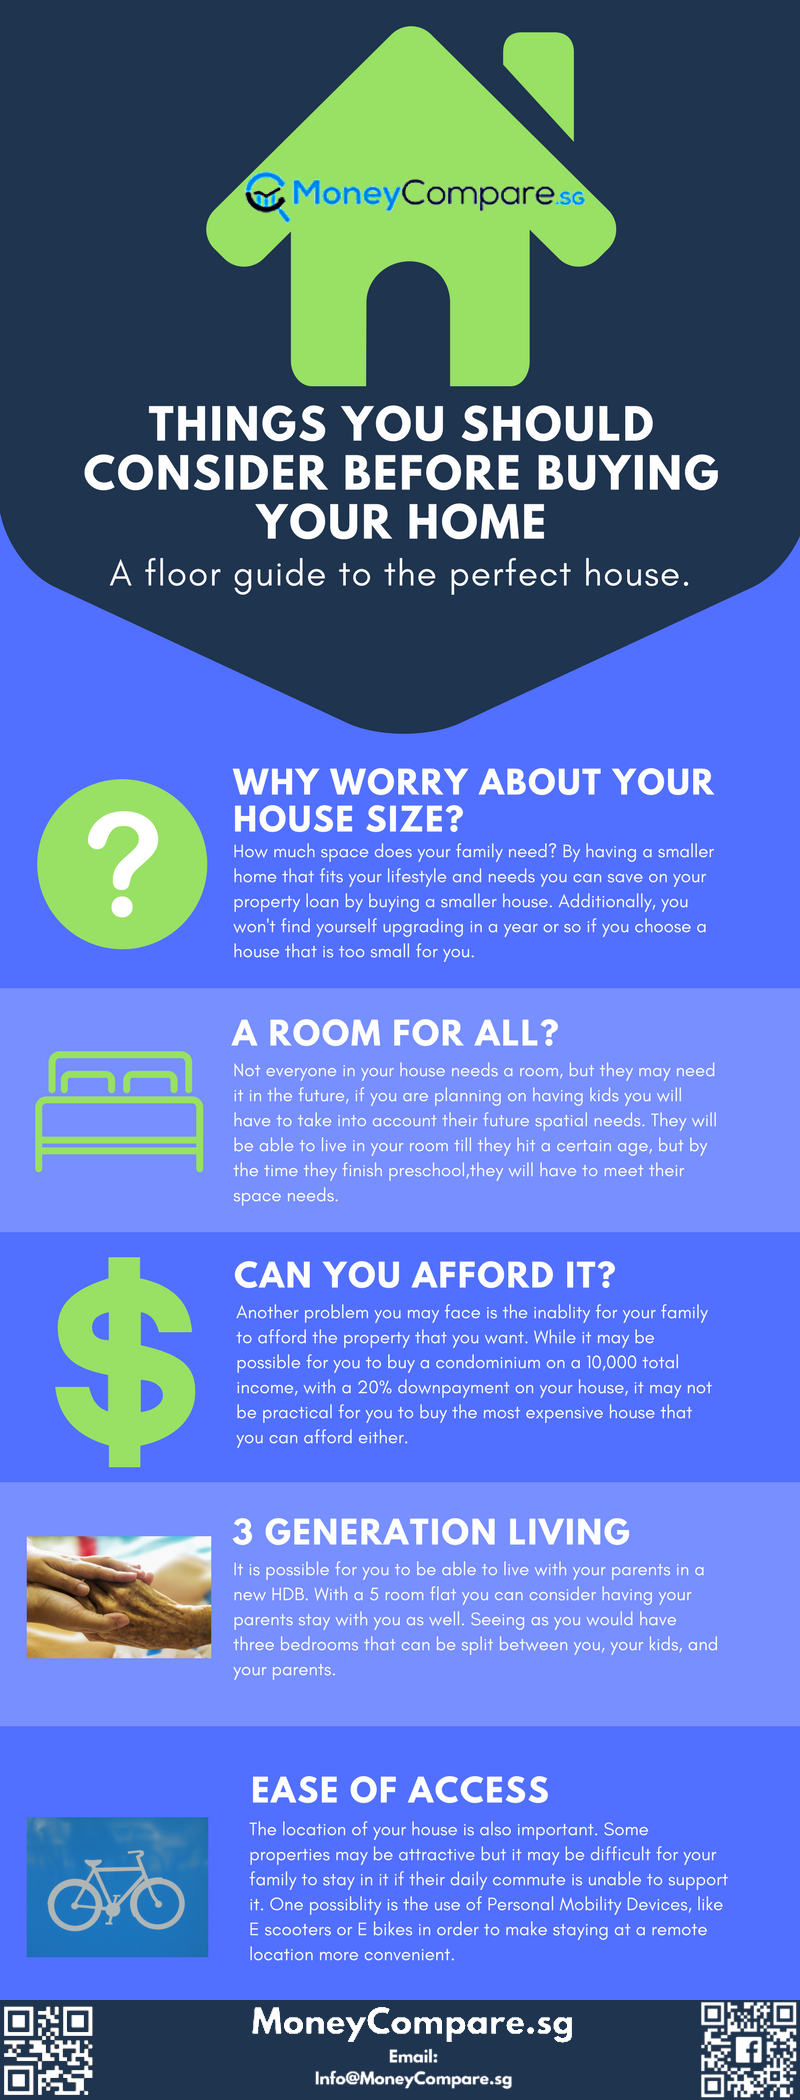 MoneyCompare.SG
THINGS YOU SHOULD
CONSIDER BEFORE BUYING
YOUR HOME
A floor guide to the perfect house.
WHY WORRY ABOUT YOUR
HOUSE SIZE?
How much space does your family need? By having a smaller
home that fits your lifestyle and needs you can save on your
property loan by buying a smaller house. Additionally, you
won't find yourself upgrading in a year or so if you choose a
house that is too small for you.
A ROOM FOR ALL?
Not everyone in your house needs a room, but they may need
it in the future, if you are planning on having kids you will
have to take into account their future spatial needs. They will
be able to live in your room till they hit a certain age, but by
the time they finish preschool,they will have to meet their
space needs.
CAN YOU AFFORD IT?
Another problem you may face is the inablity for your family
to afford the property that you want. While it may be
possible for you to buy a condominium on a 10,000 total
income, with a 20% downpayment on your house, it may not
be practical for you to buy the most expensive house that
you can afford either.
3 GENERATION LIVING
It is possible for you to be able to live with your parents in a
new HDB. With a 5 room flat you can consider having your
parents stay with you as well. Seeing as you would have
three bedrooms that can be split between you, your kids, and
your parents.
EASE OF ACCESS
The location of your house is also important. Some
properties may be attractive but it may be difficult for your
family to stay in it if their daily commute is unable to support
it. One possiblity is the use of Personal Mobility Devices, like
E scooters or E bikes in order to make staying at a remote
location more convenient.
MoneyCompare.sg
Email:
Info@MoneyCompare.sg